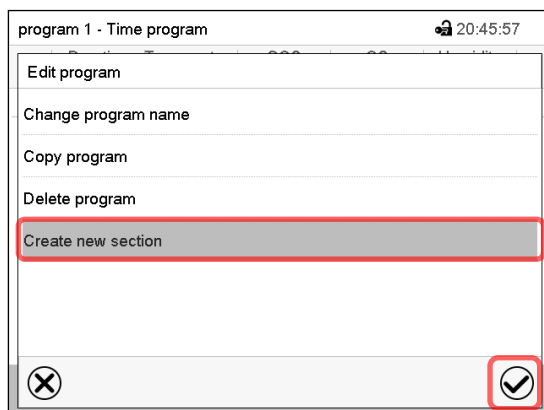 program 1 - Time program 20:45:57
Edit program
Change program name
Copy program
Delete program
Create new section